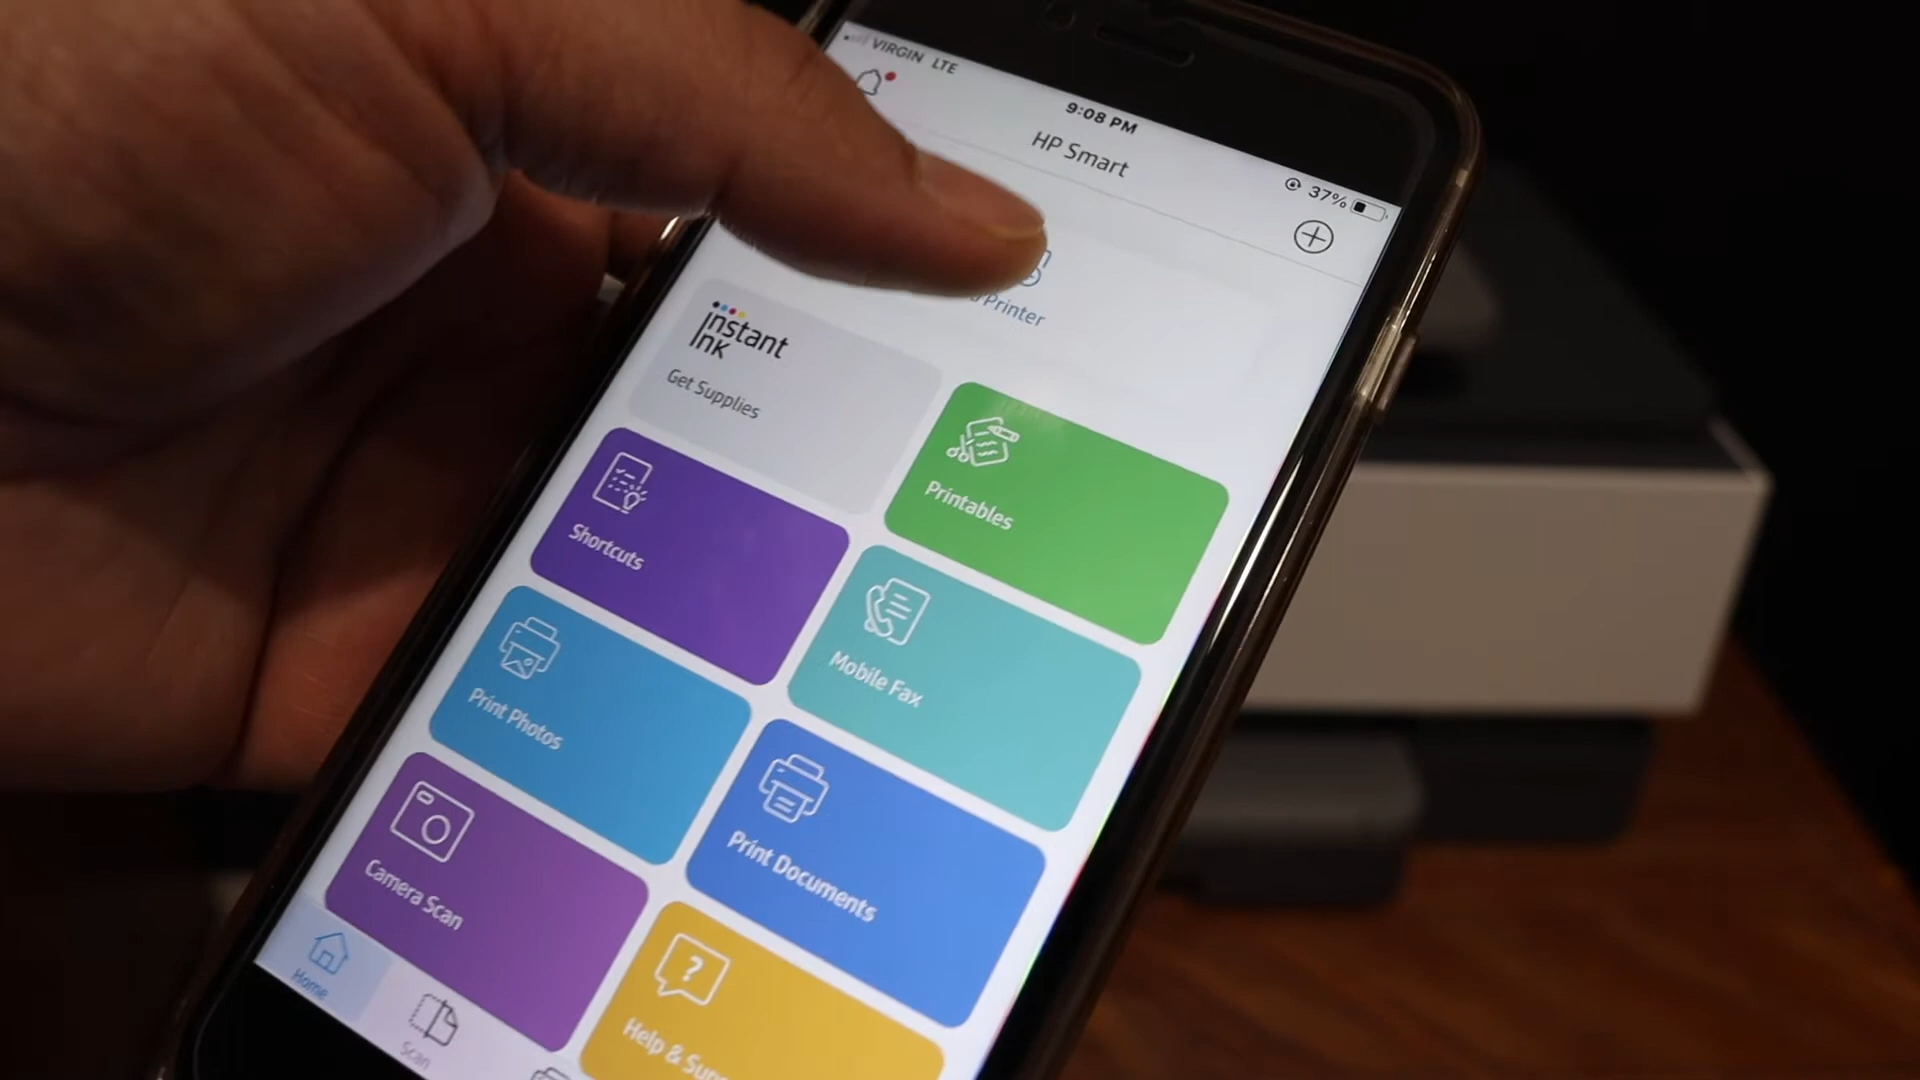 VIRGIN LTE
9:08 PM
37%
HP Smart
Printer
Instant
Ink
Get Supplies
Printables
Shortcuts
Mobile Fax
Print Photos
Print Documents
Camera Scan
Help &
Home
Scan